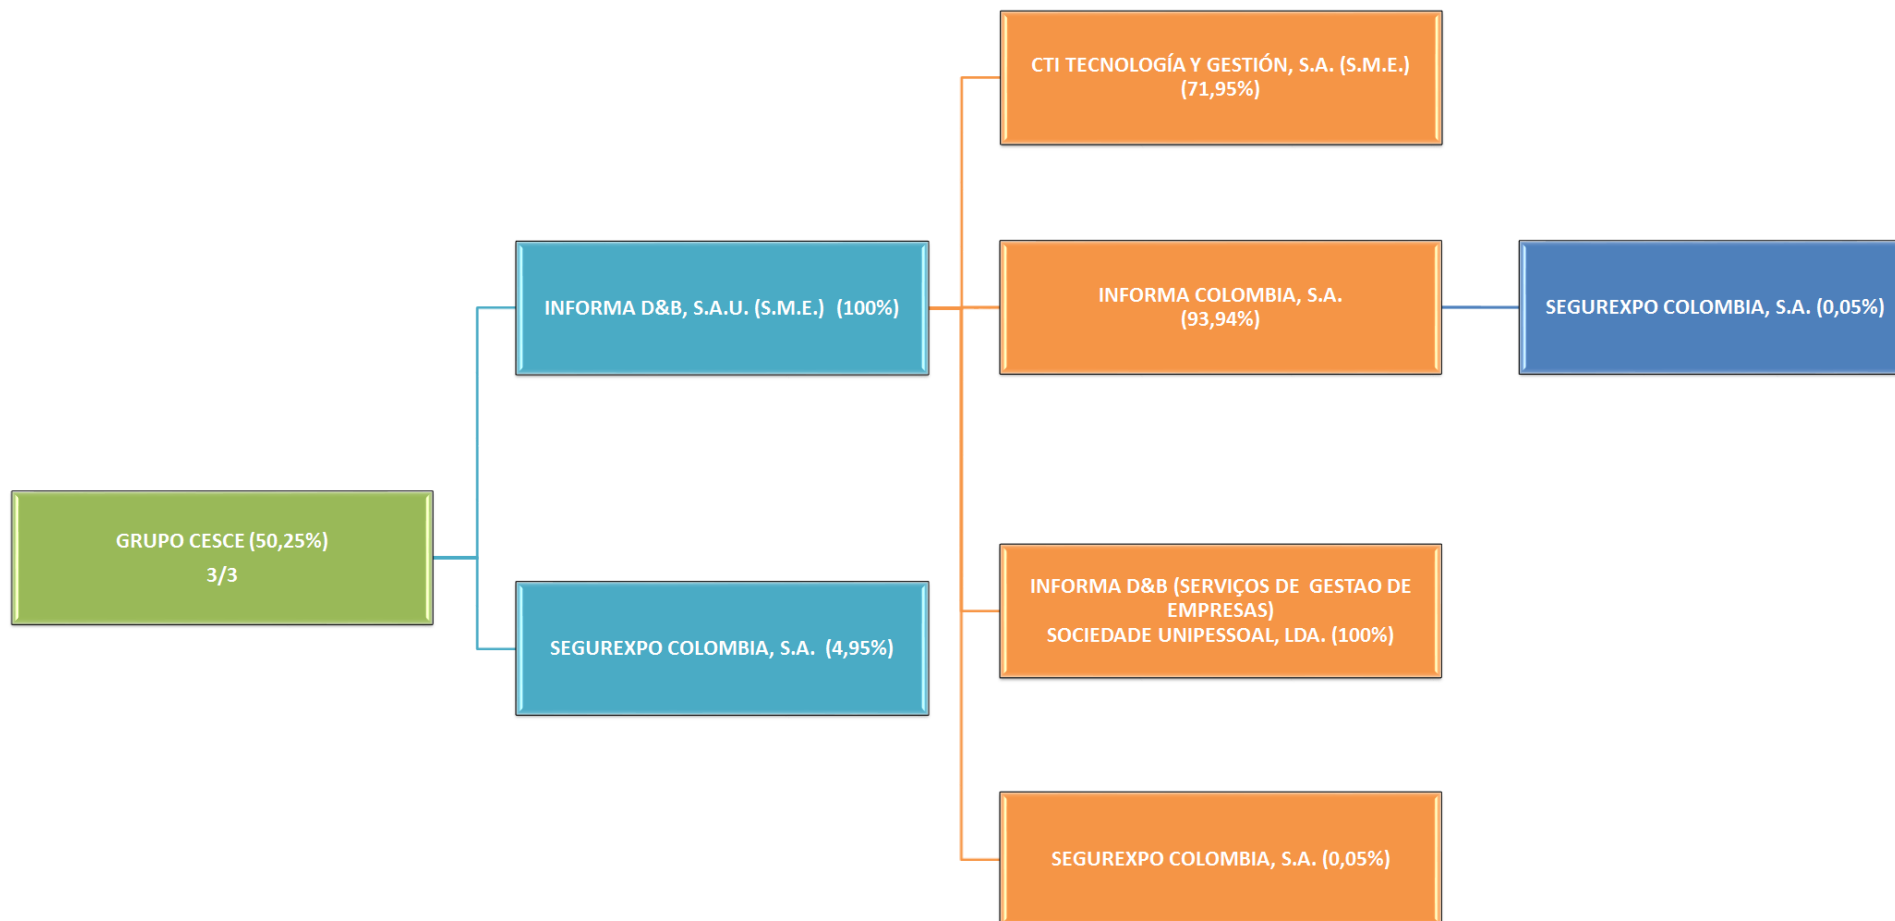 GRUPO CESCE (50,25%)
3/3
INFORMA D&B, S.A.U. (S.M.E.) (100%)
SEGUREXPO COLOMBIA, S.A. (4,95%)
CTI TECNOLOGÍA Y GESTIÓN, S.A. (S.M.E.)
(71,95%)
INFORMA COLOMBIA, S.A.
(93,94%)
INFORMA D&B (SERVIÇOS DE GESTAO DE
EMPRESAS)
SOCIEDADE UNIPESSOAL, LDA. (100%)
SEGUREXPO COLOMBIA, S.A. (0,05%)
SEGUREXPO COLOMBIA, S.A. (0,05%)